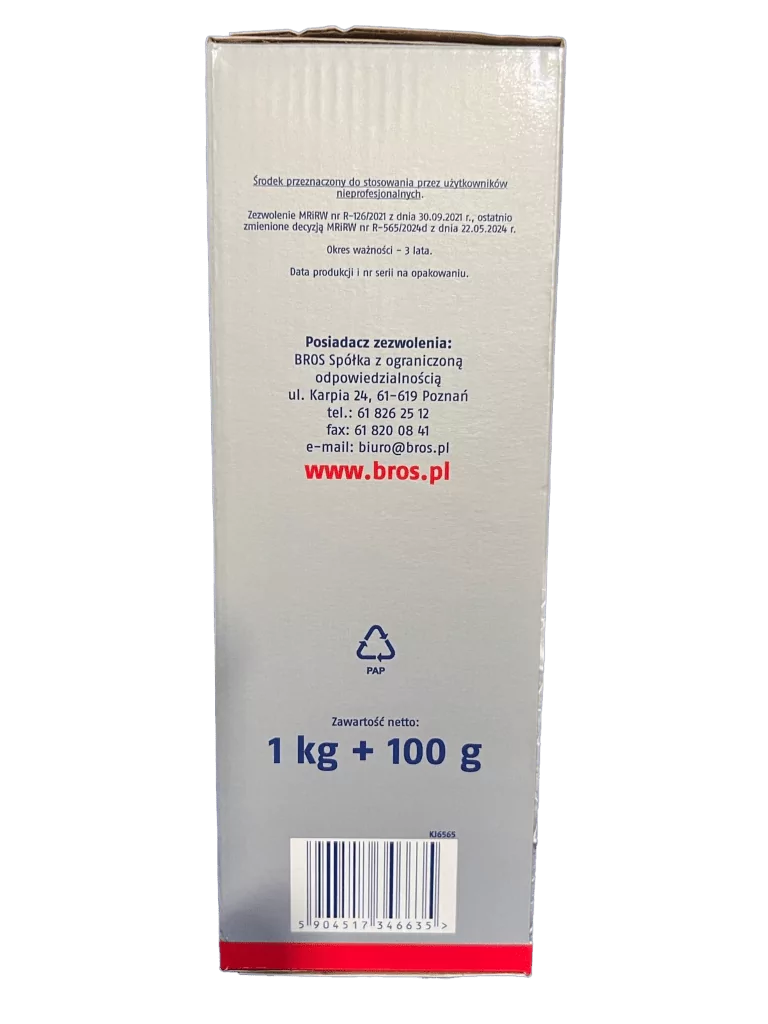 Środek przeznaczony do stosowania przez użytkowników
nieprofesjonalnych.
Zezwolenie MRiRW nr R-126/2021 z dnia 30.09.2021 r., ostatnio
zmienione decyzją MRiRW nr R-565/2024d z dnia 22.05.2024 r.
Okres ważności - 3 lata.
Data produkcji i nr serii na opakowaniu.
Posiadacz zezwolenia:
BROS Spółka z ograniczoną
odpowiedzialnością
ul. Karpia 24, 61-619 Poznań
tel.: 61 826 25 12
fax: 61 820 08 41
e-mail: biuro@bros.pl
www.bros.pl
PAP
Zawartość netto:
1 kg + 100 g
KJ6565
5 904517 346635 >